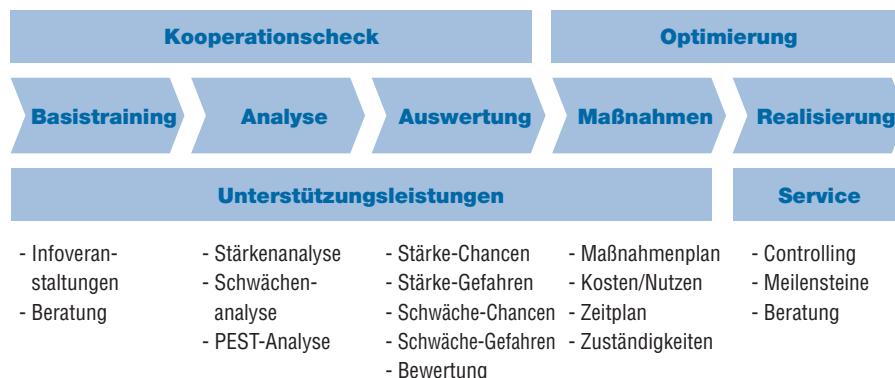 Kooperationscheck
Optimierung
Basistraining
Analyse
Auswertung
Maßnahmen
Realisierung
Unterstützungsleistungen
Service
- Infoveran-
staltungen
- Beratung
- Stärkenanalyse
- Schwächen-
analyse
- PEST-Analyse
- Stärke-Chancen
- Stärke-Gefahren
- Schwäche-Chancen
- Schwäche-Gefahren
- Bewertung
- Maßnahmenplan
- Kosten/Nutzen
- Zeitplan
- Zuständigkeiten
- Controlling
- Meilensteine
- Beratung